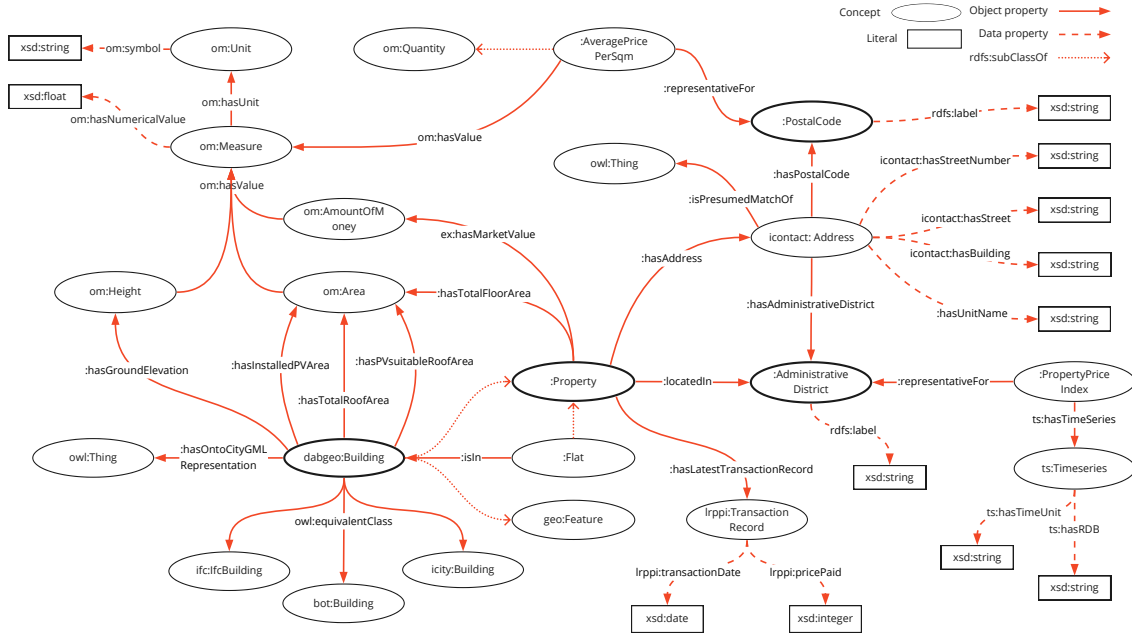 Concept
Object property
Literal
Data property
rdfs:subClassOf
xsd:string
om:symbol
om:Unit
om:Quantity
:AveragePrice
PerSqm
xsd:float
om:hasUnit
om:hasNumericalValue
:representativeFor
:PostalCode
rdfs:label
xsd:string
om:Measure
om:hasValue
owl:Thing
:hasPostalCode
icontact:hasStreetNumber
xsd:string
om:hasValue
:isPresumedMatchOf
om:AmountOfM
oney
ex:hasMarketValue
icontact: Address
icontact:hasStreet
xsd:string
:hasAddress
icontact:hasBuilding
xsd:string
om:Height
om:Area
:hasTotalFloorArea
:hasAdministrativeDistrict
:hasUnitName
xsd:string
:hasGroundElevation
:hasInstalledPVArea
:hasPVsuitableRoofArea
:hasTotalRoofArea
:Property
:locatedIn
:Administrative
District
:representativeFor
:PropertyPrice
Index
ts:hasTimeSeries
rdfs:label
owl:Thing
:hasOntoCityGML
Representation
dabgeo:Building
:isIn
:Flat
:hasLatestTransactionRecord
xsd:string
ts:Timeseries
owl:equivalentClass
geo:Feature
lrppi:Transaction
Record
ts:hasTimeUnit
ts:hasRDB
xsd:string
ifc:IfcBuilding
icity:Building
bot:Building
lrppi:transactionDate
lrppi:pricePaid
xsd:string
xsd:date
xsd:integer